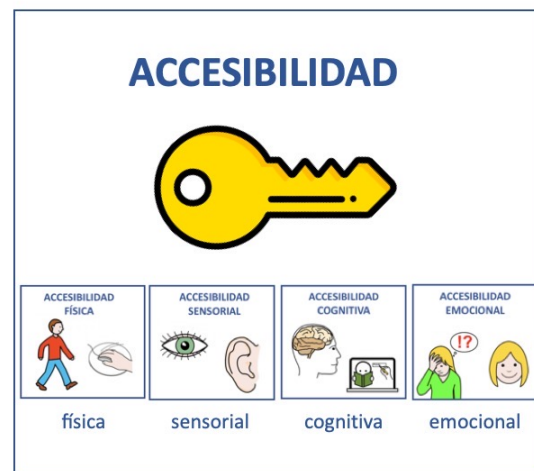 ACCESIBILIDAD
ACCESIBILIDAD
FÍSICA
ACCESIBILIDAD
SENSORIAL
ACCESIBILIDAD
COGNITIVA
ACCESIBILIDAD
EMOCIONAL
!?
física
sensorial
cognitiva
emocional